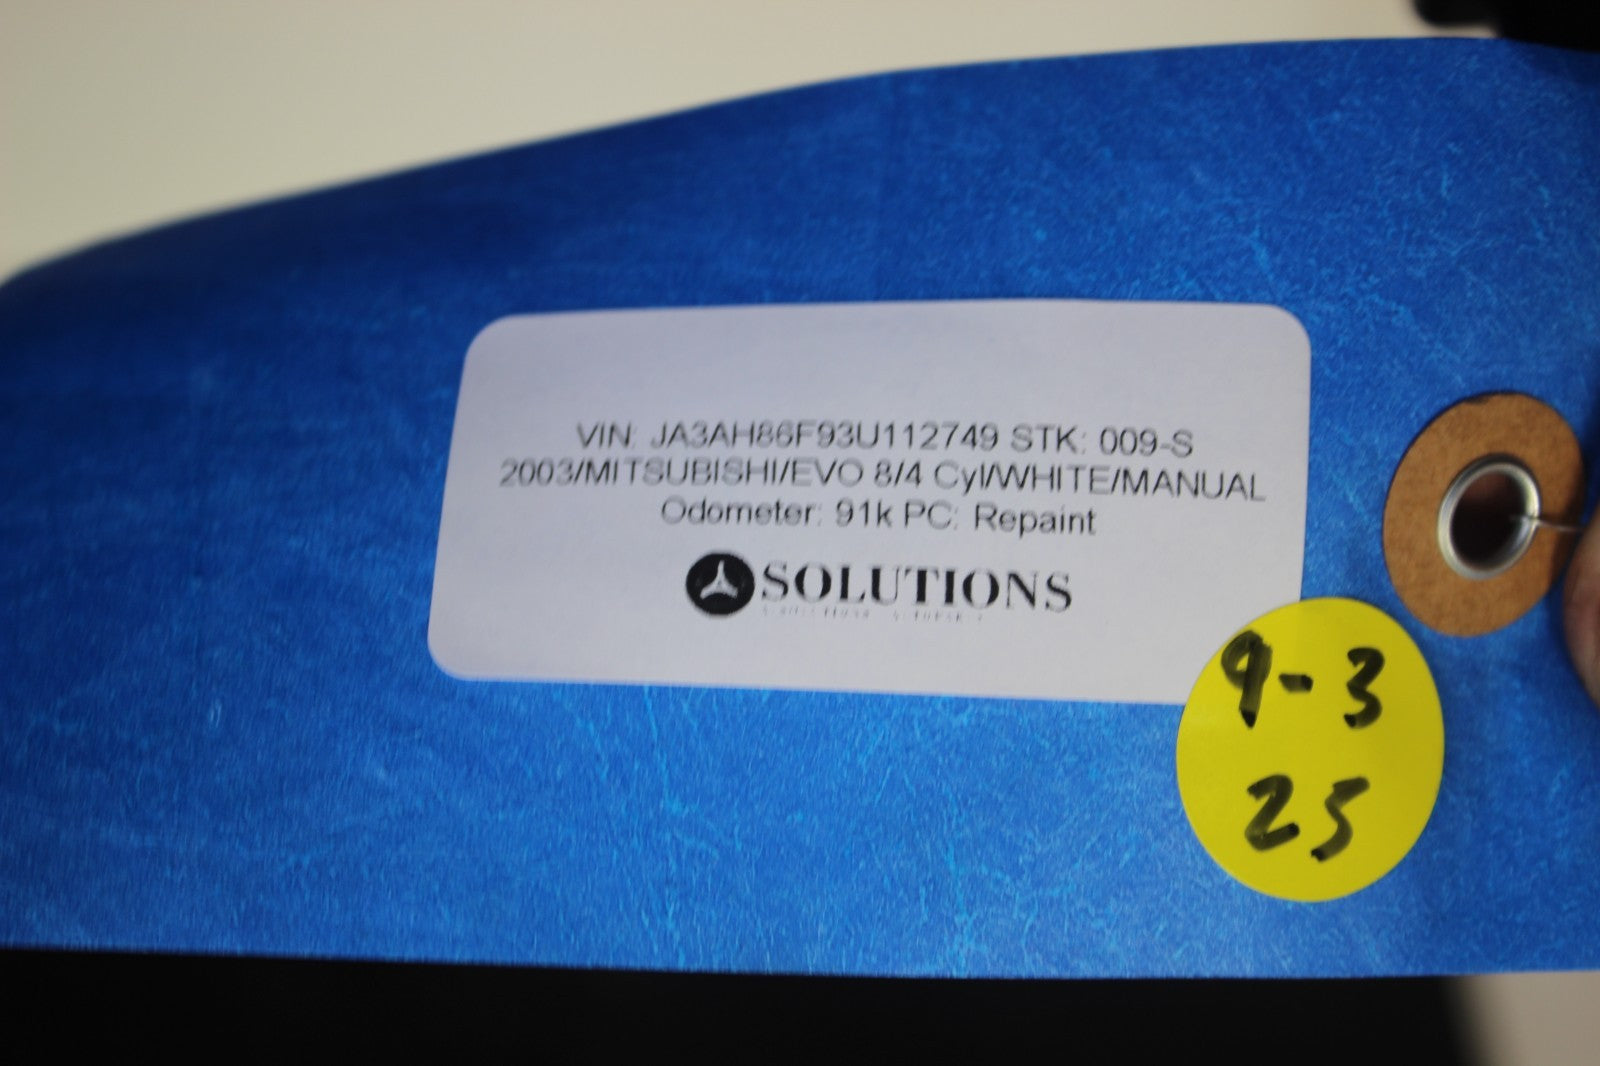 VIN: JA3AH86F93U112749 STK: 009-S
2003/MITSUBISHI/EVO 8/4 Cyl/WHITE/MANUAL
Odometer: 91k PC: Repaint
SOLUTIONS
9-3
25